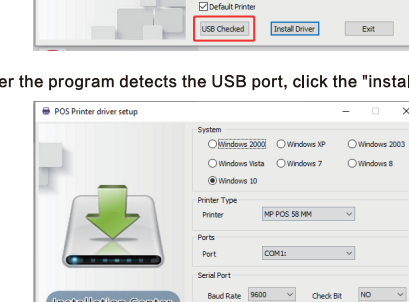 Default Printer
USB Checked Install Driver Exit
er the program detects the USB port, click the "instal
POS Printer driver setup
System
Windows 2000 Windows XP Windows 2003
Windows Vista Windows 7 Windows 8
Windows 10
Printer Type
Printer MP POS 58 MM
Ports
Port COM1:
Serial Port
Baud Rate 9600 Check Bit NO
Installation Center